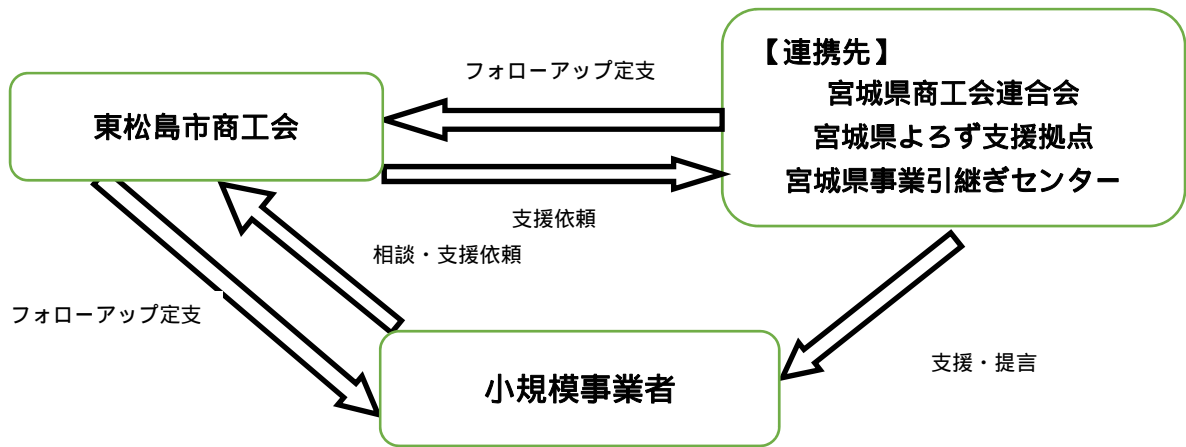 【連携先】
フォローアップ定支
宮城県商工会連合会
東松島市商工会
宮城県よろず支援拠点
宮城県事業引継ぎセンター
支援依頼
相談・支援依頼
フォローアップ定支
支援・提言
小規模事業者